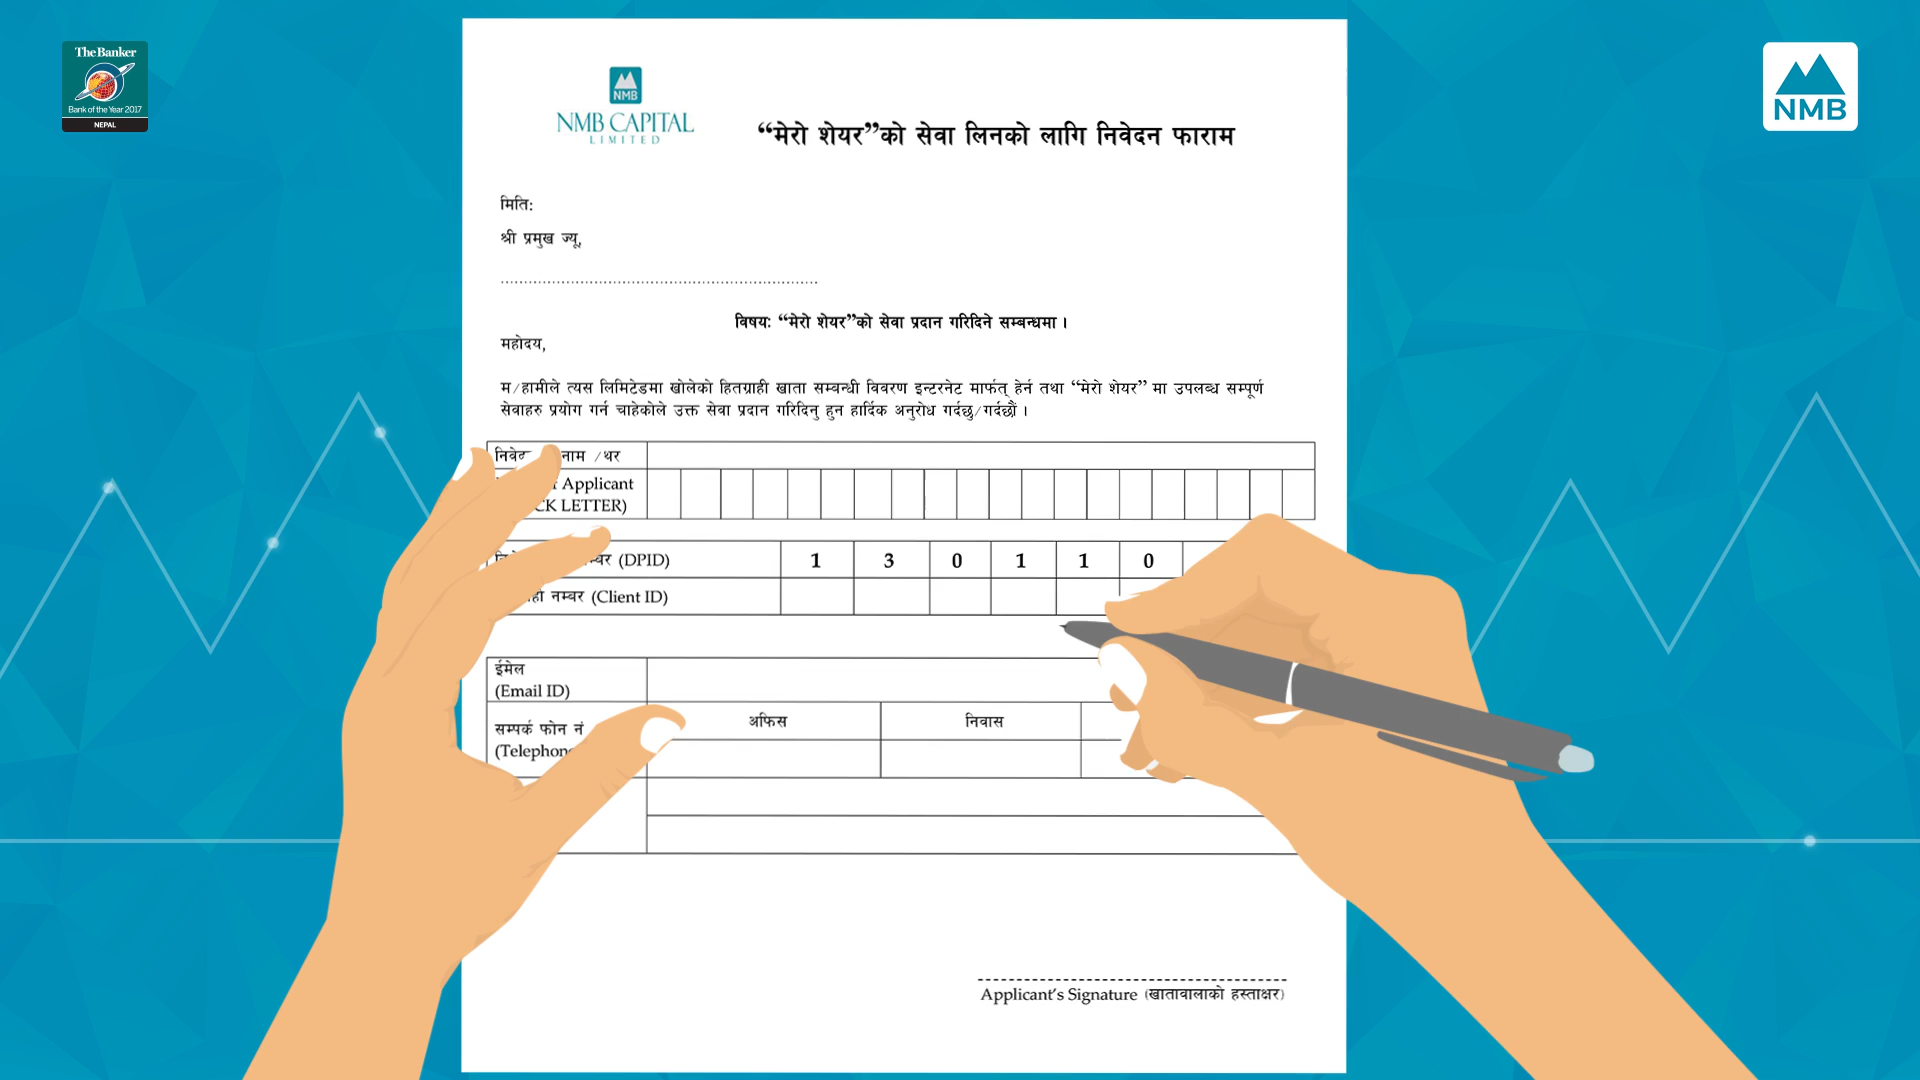 The Banker
Bank of the Year 2017
NEPAL
NMB
NMB
NMB CAPITAL
LIMITED
“मेरो शेयर”को सेवा लिनको लागि निवेदन फाराम
मिति:
श्री प्रमुख ज्यू,
विषयः “मेरो शेयर”को सेवा प्रदान गरिदिने सम्बन्धमा ।
महोदय,
म/हामीले त्यस लिमिटेडमा खोलेको हितग्राही खाता सम्बन्धी विवरण इन्टरनेट मार्फत् हेर्न तथा “मेरो शेयर” मा उपलब्ध सम्पूर्ण
सेवाहरु प्रयोग गर्न चाहेकोले उक्त सेवा प्रदान गरिदिनु हुन हार्दिक अनुरोध गर्दछु/गर्दछौं ।
नाम /थर
Applicant
LETTER)
(DPID) 1 3 0 1 1 0
नम्बर (Client ID)
ईमेल
(Email ID)
सम्पर्क फोन नं
अफिस
निवास
Applicant's Signature (खातावालाको हस्ताक्षर)